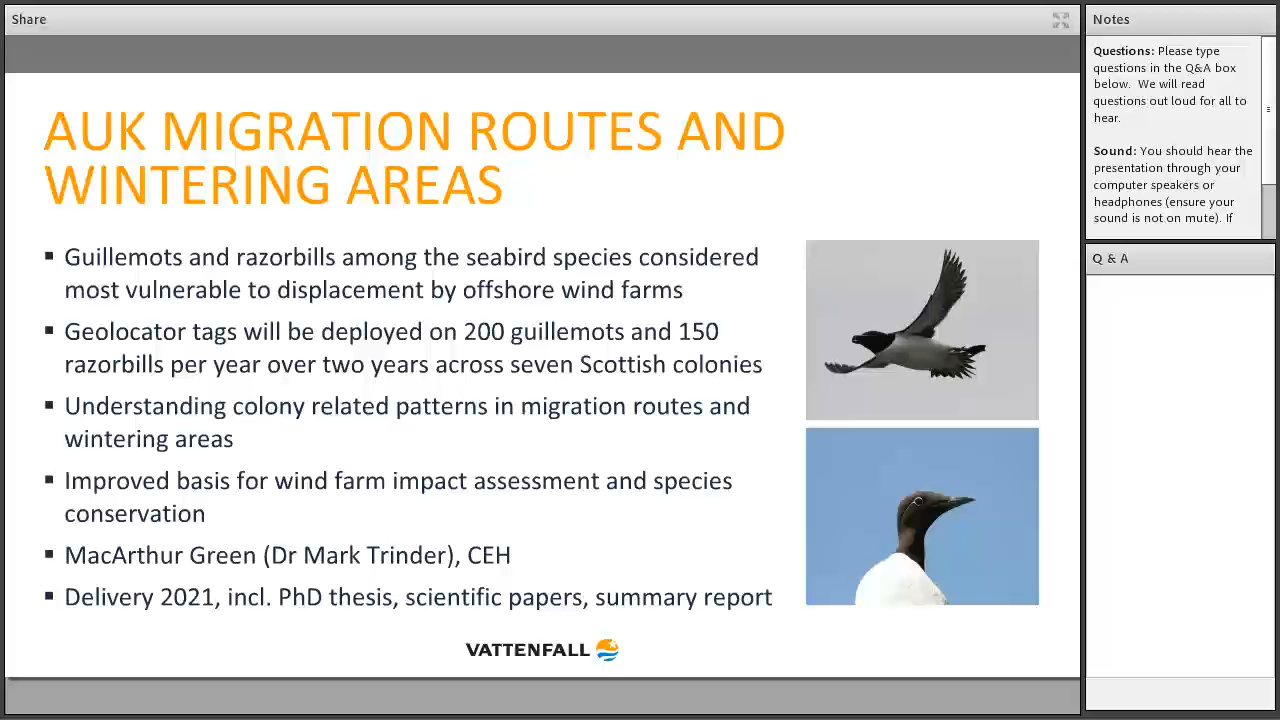 Share
AUK MIGRATION ROUTES AND
WINTERING AREAS
▪ Guillemots and razorbills among the seabird species considered
most vulnerable to displacement by offshore wind farms
▪ Geolocator tags will be deployed on 200 guillemots and 150
razorbills per year over two years across seven Scottish colonies
▪ Understanding colony related patterns in migration routes and
wintering areas
▪ Improved basis for wind farm impact assessment and species
conservation
▪ MacArthur Green (Dr Mark Trinder), CEH
▪ Delivery 2021, incl. PhD thesis, scientific papers, summary report
VATTENFALL
Notes
Questions: Please type
questions in the Q&A box
below. We will read
questions out loud for all to
hear.
Sound: You should hear the
presentation through your
computer speakers or
headphones (ensure your
sound is not on mute). If
Q & A